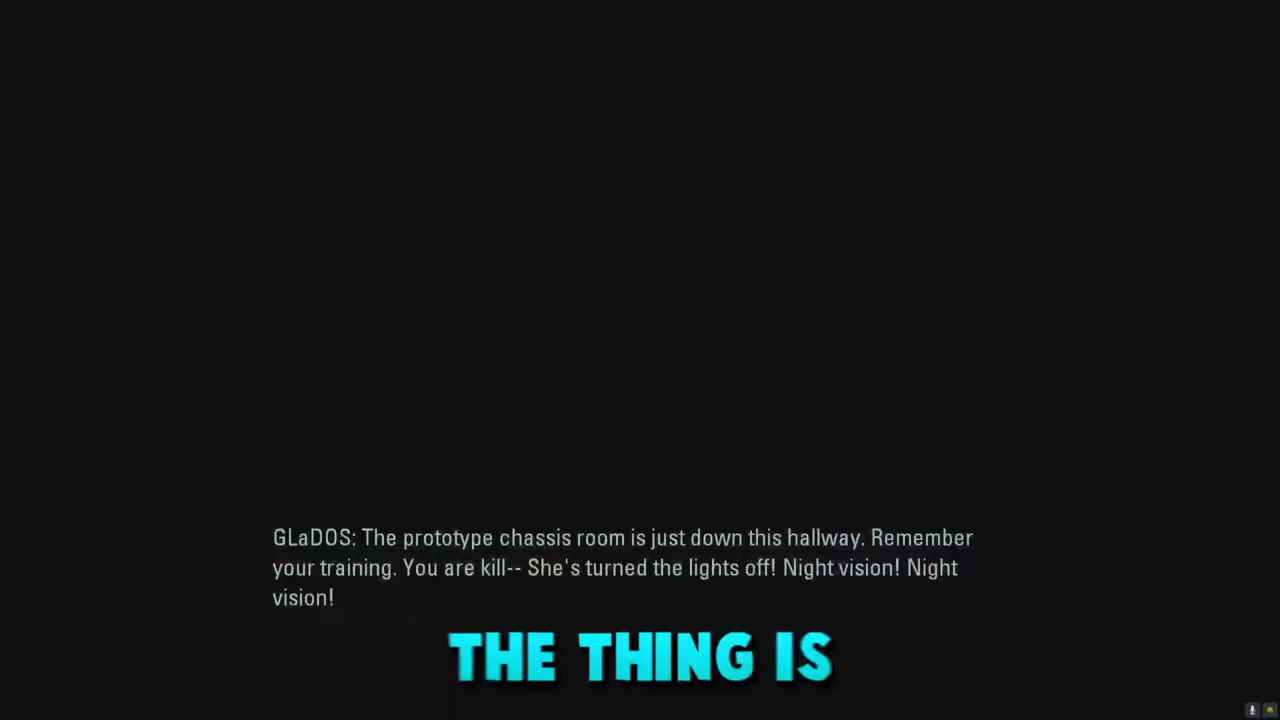 GLaDOS: The prototype chassis room is just down this hallway. Remember
your training. You are kill-- She's turned the lights off! Night vision! Night
vision!
THE THING IS